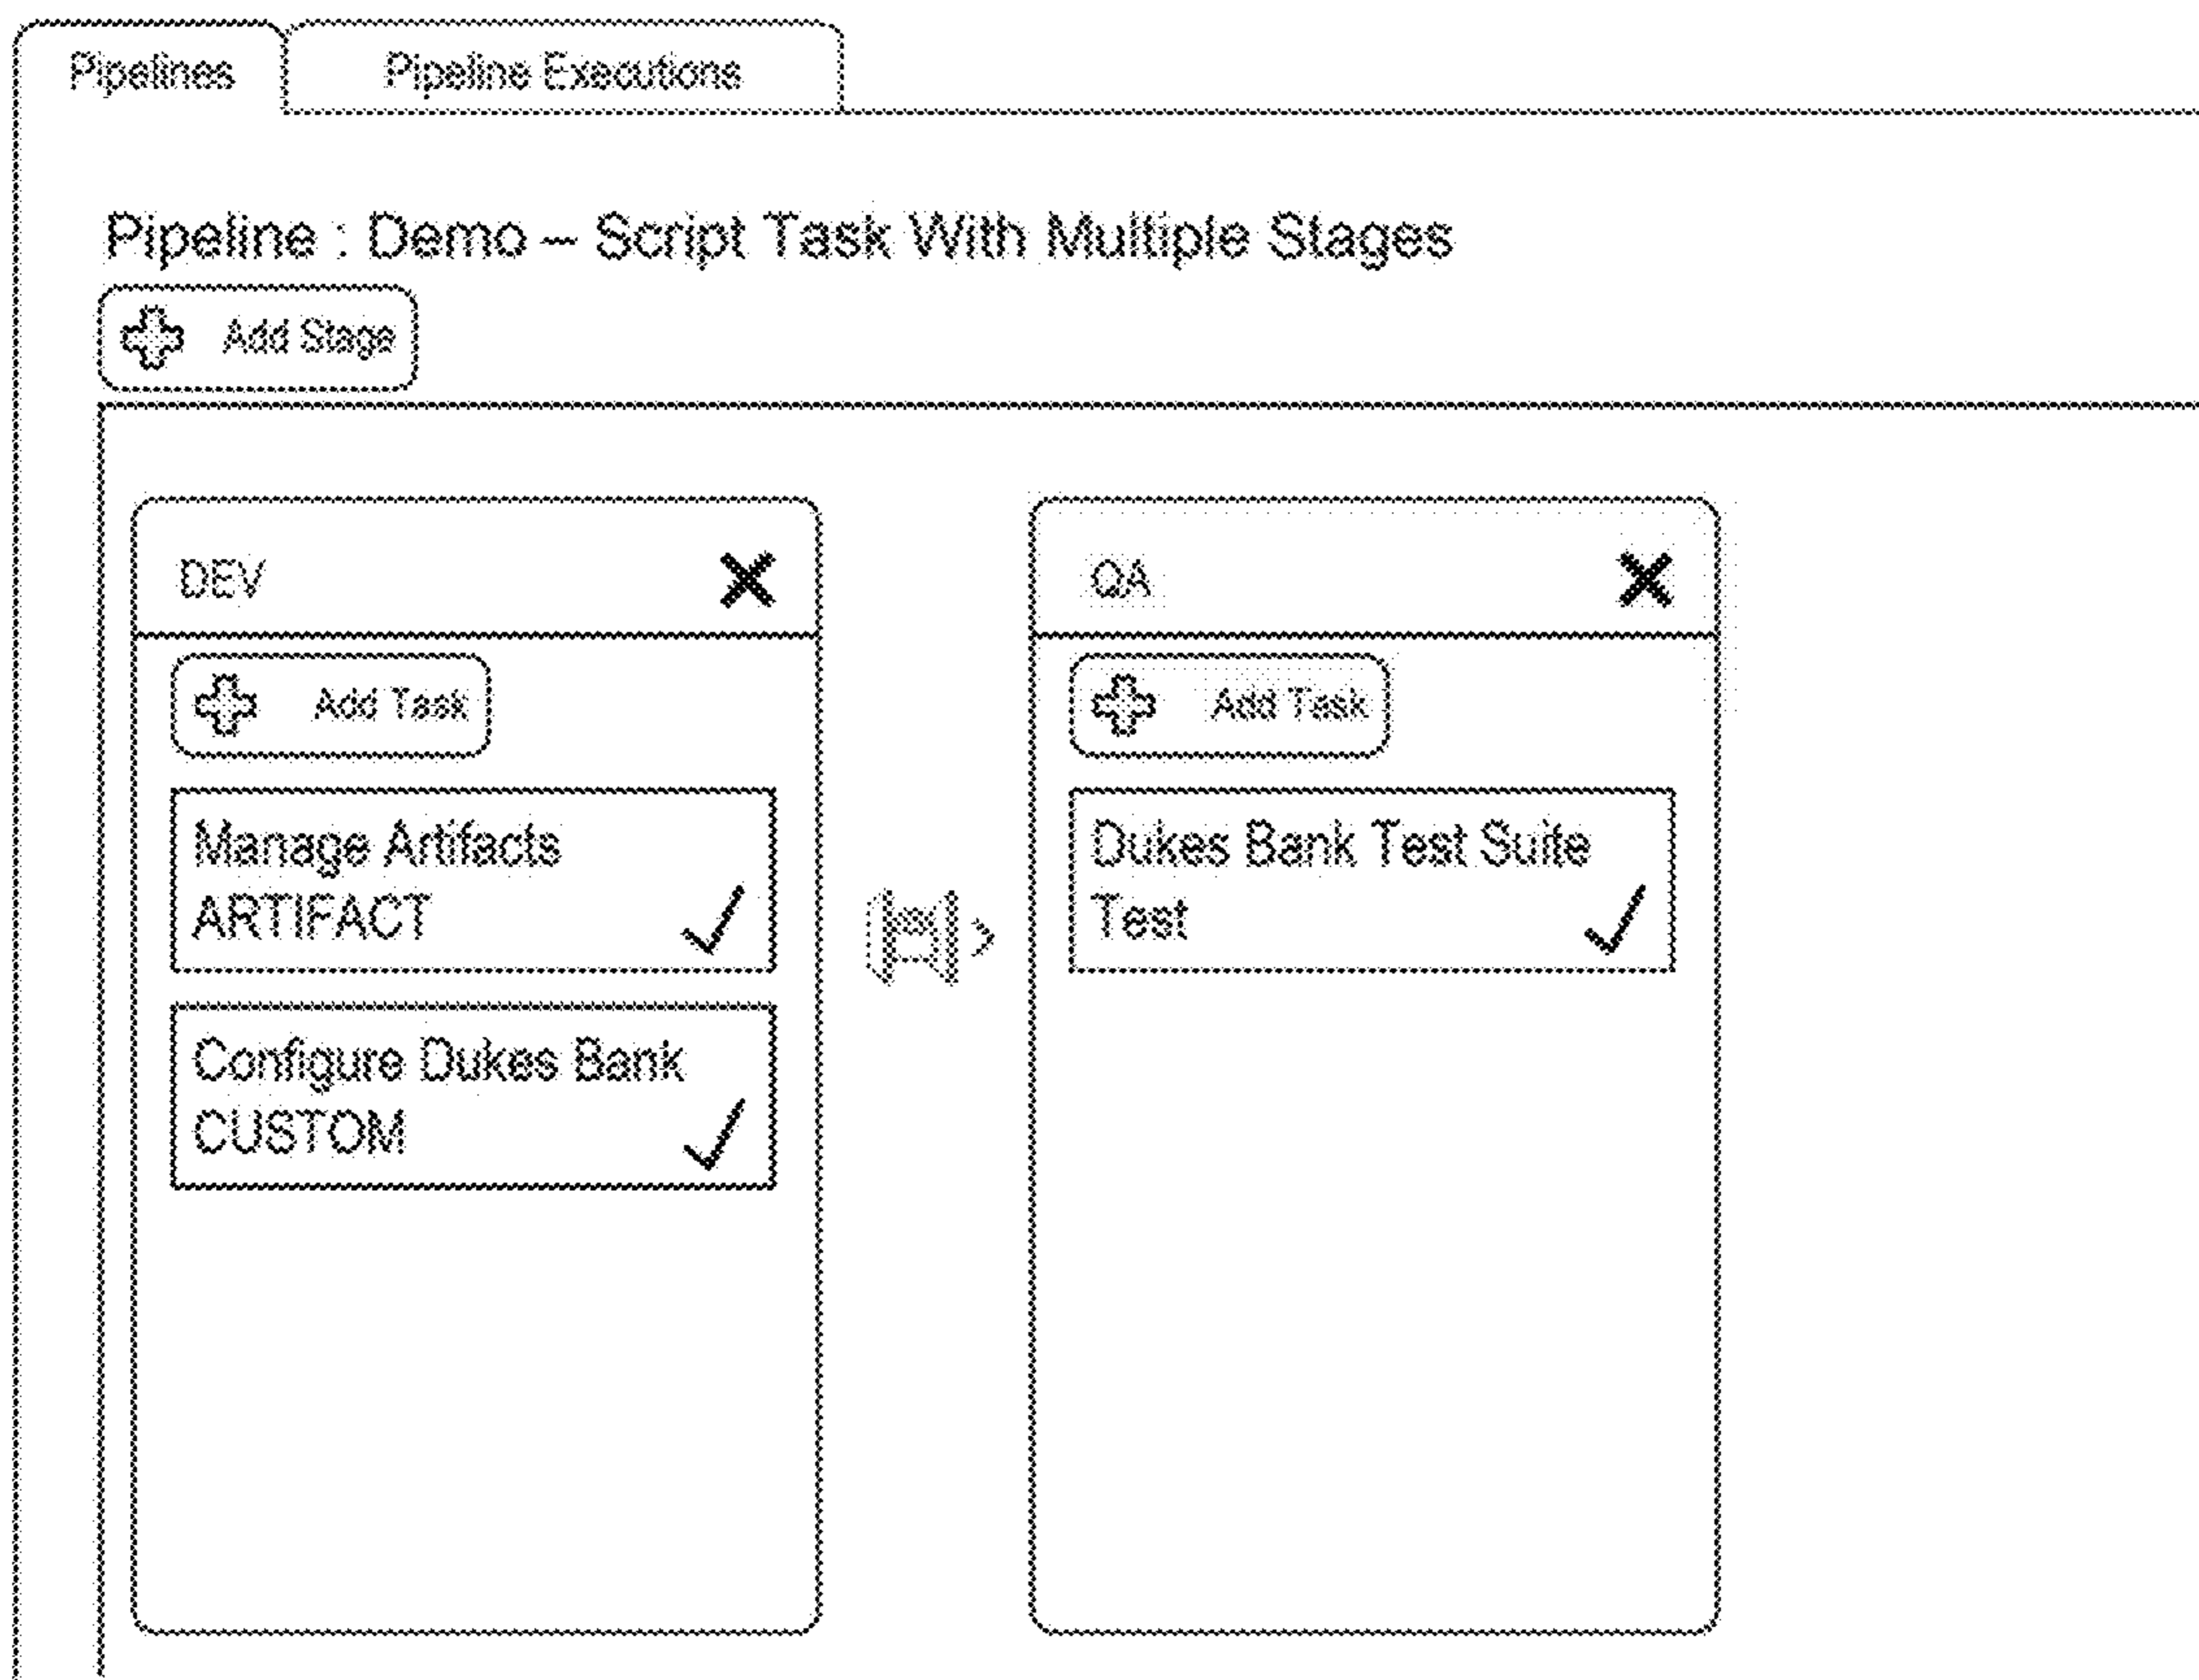 Pipelines
Pipeline Executions
Pipeline : Demo – Script Task With Multiple Stages
Add Stage
DEV
Add Task
Manage Artifacts
ARTIFACT
Configure Dukes Bank
CUSTOM
QA
Add Task
Dukes Bank Test Suite
Test